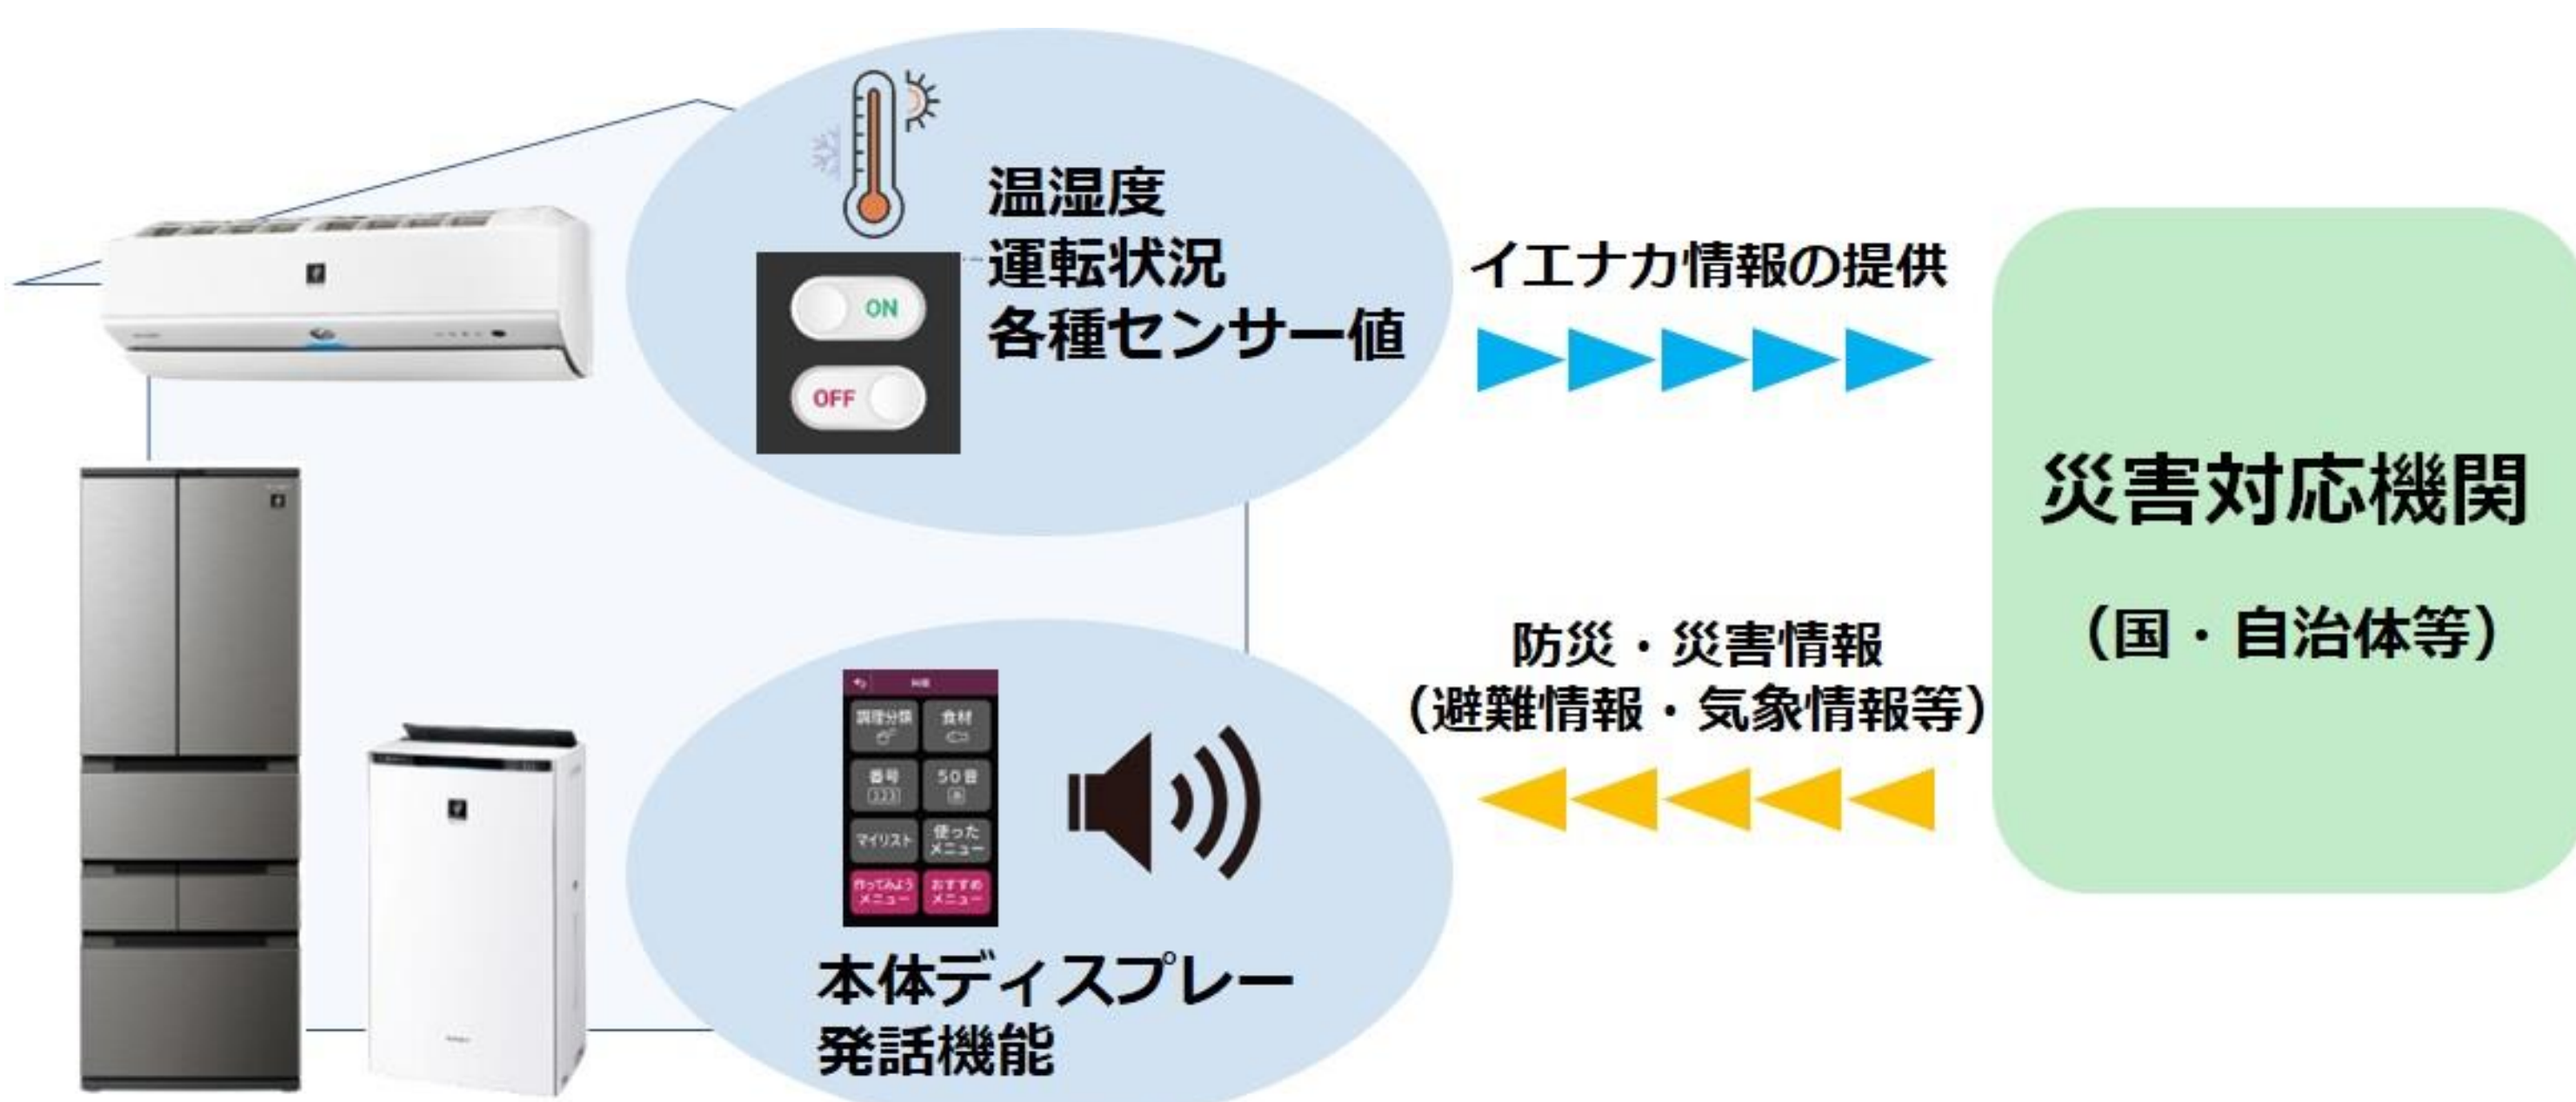 温湿度
運転状況
各種センサー値
ON
OFF
イエナカ情報の提供
災害対応機関
（国・自治体等）
防災・災害情報
（避難情報・気象情報等）
調理分類
食材
番号
123
50音
あ
マイリスト
使った
メニュー
作ってみよう
メニュー
おすすめ
メニュー
本体ディスプレー
発話機能